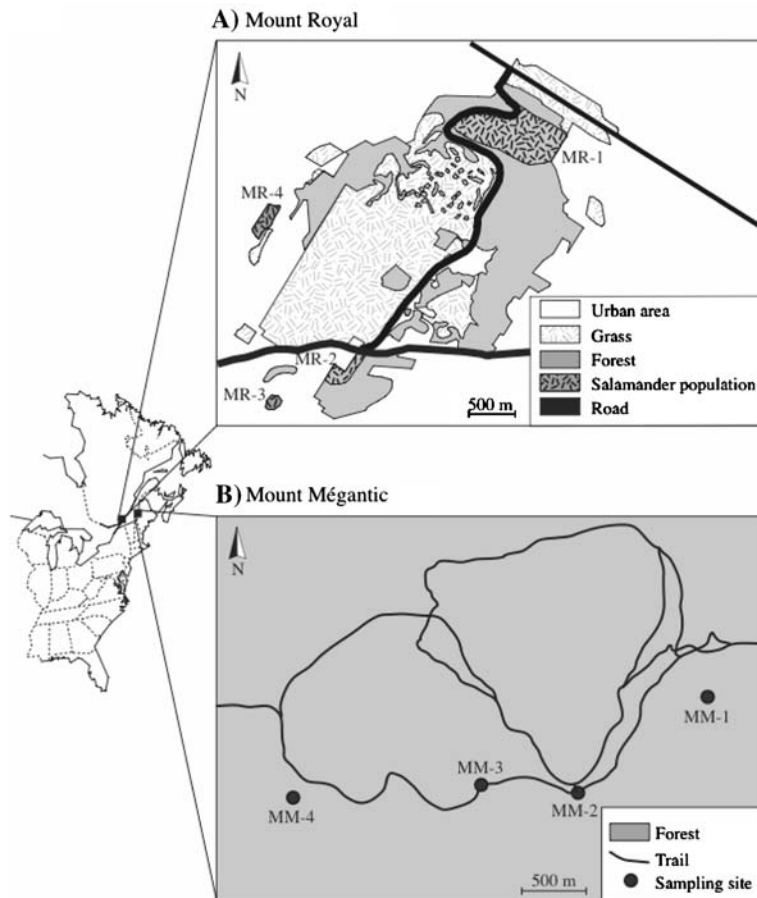 A) Mount Royal
N
MR-1
MR-4
MR-2
MR-3
Urban area
Grass
Forest
Salamander population
Road
500 m
B) Mount Mégantic
N
MM-1
MM-3
MM-2
MM-4
Forest
Trail
Sampling site
500 m